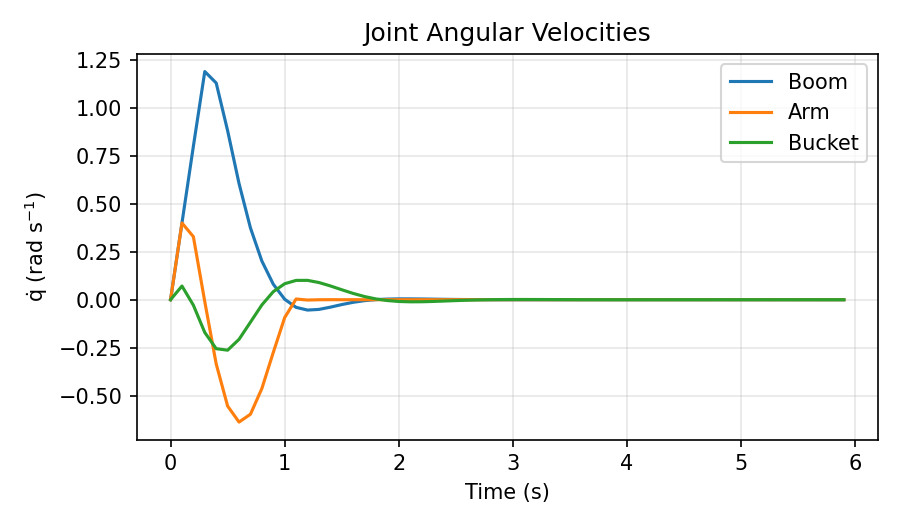 Joint Angular Velocities
1.25
1.00
0.75
0.50
0.25
0.00
−0.25
−0.50
q̇ (rad s⁻¹)
Boom
Arm
Bucket
0 1 2 3 4 5 6
Time (s)